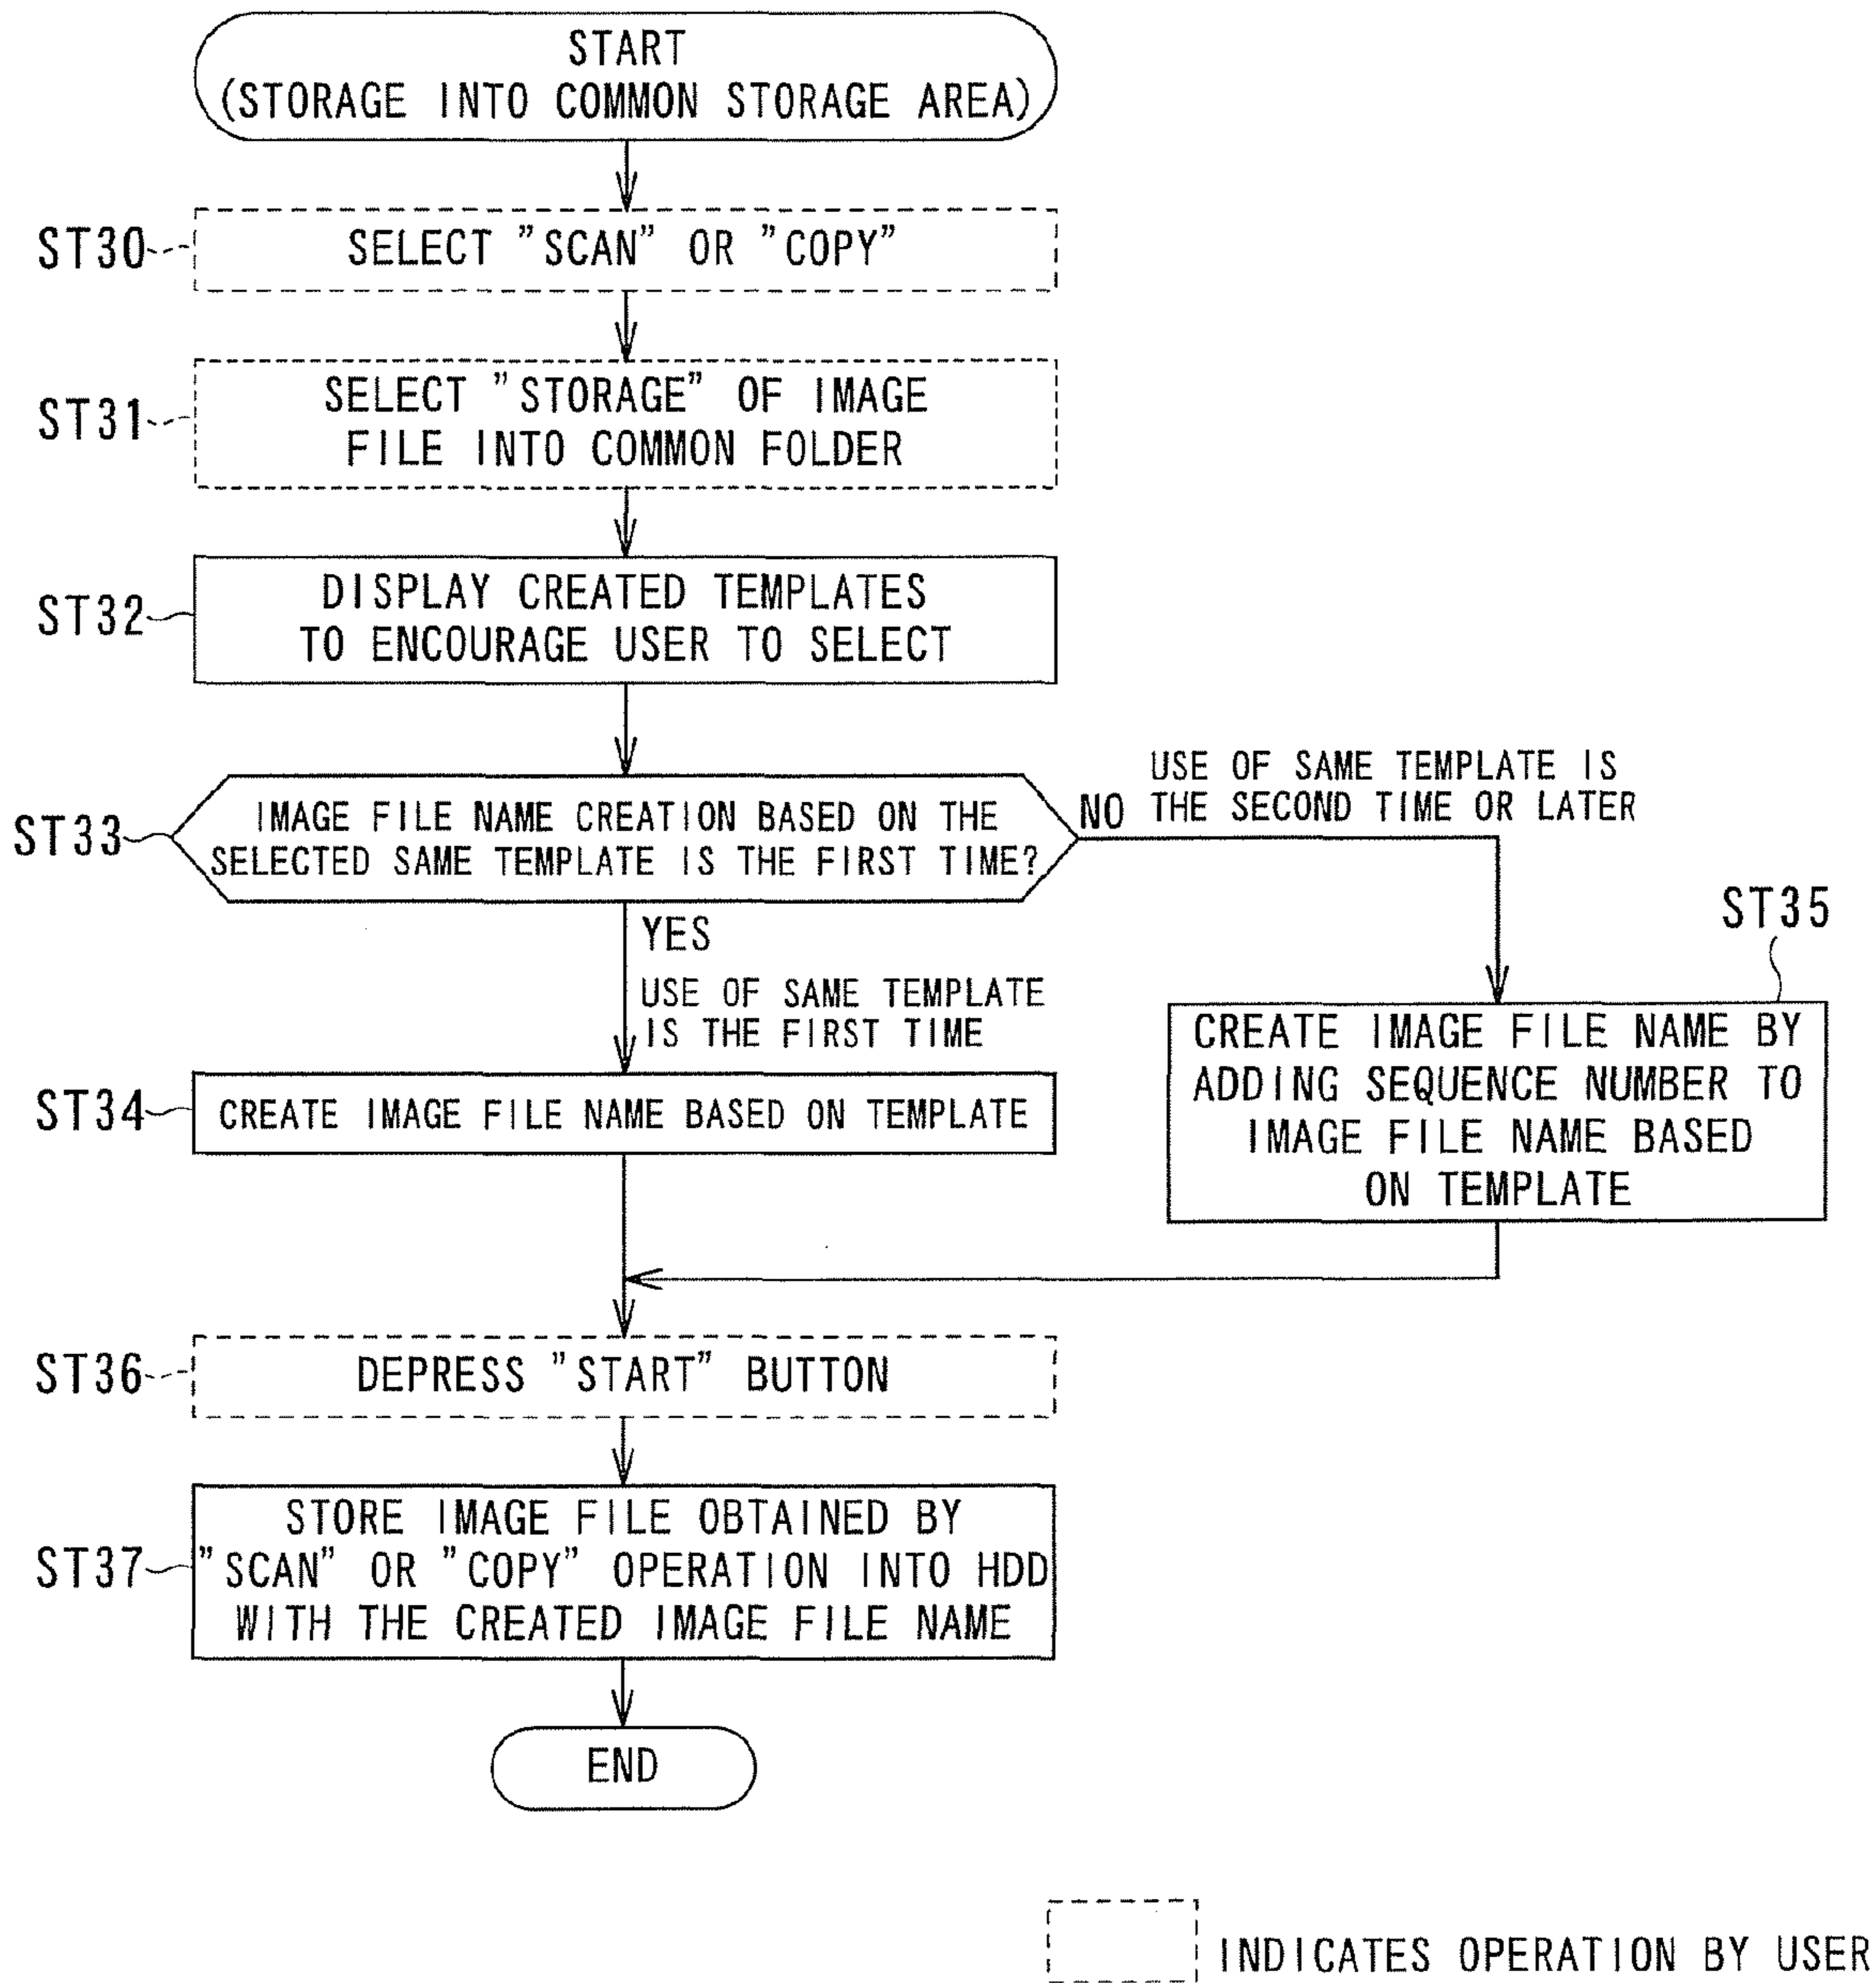 START
(STORAGE INTO COMMON STORAGE AREA)
ST30
SELECT "SCAN" OR "COPY"
ST31
SELECT "STORAGE" OF IMAGE
FILE INTO COMMON FOLDER
ST32
DISPLAY CREATED TEMPLATES
TO ENCOURAGE USER TO SELECT
ST33
IMAGE FILE NAME CREATION BASED ON THE
SELECTED SAME TEMPLATE IS THE FIRST TIME?
NO
USE OF SAME TEMPLATE IS
THE SECOND TIME OR LATER
YES
USE OF SAME TEMPLATE
IS THE FIRST TIME
ST34
CREATE IMAGE FILE NAME BASED ON TEMPLATE
ST35
CREATE IMAGE FILE NAME BY
ADDING SEQUENCE NUMBER TO
IMAGE FILE NAME BASED
ON TEMPLATE
ST36
DEPRESS "START" BUTTON
ST37
STORE IMAGE FILE OBTAINED BY
"SCAN" OR "COPY" OPERATION INTO HDD
WITH THE CREATED IMAGE FILE NAME
END
INDICATES OPERATION BY USER